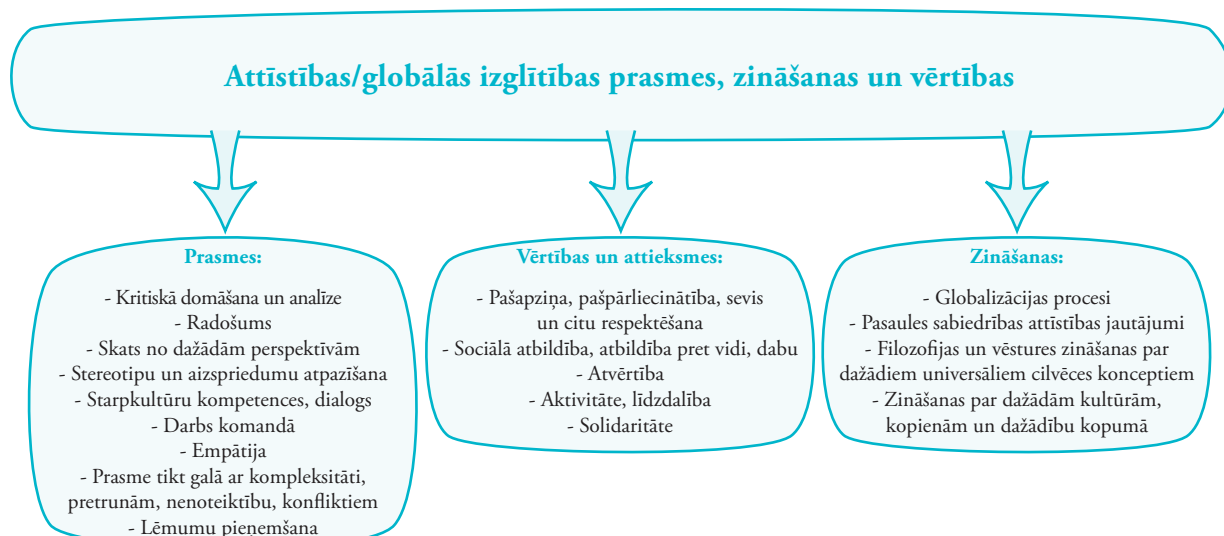 Attīstības/globālās izglītības prasmes, zināšanas un vērtības
Prasmes:
- Kritiskā domāšana un analīze
- Radošums
- Skats no dažādām perspektīvām
- Stereotipu un aizspriedumu atpazīšana
- Starpkultūru kompetences, dialogs
- Darbs komandā
- Empātija
- Prasme tikt galā ar kompleksitāti,
pretrunām, nenoteiktību, konfliktiem
- Lēmumu pieņemšana
Vērtības un attieksmes:
- Pašapziņa, pašpārliecinātība, sevis
un citu respektēšana
- Sociālā atbildība, atbildība pret vidi, dabu
- Atvērtība
- Aktivitāte, līdzdalība
- Solidaritāte
Zināšanas:
- Globalizācijas procesi
- Pasaules sabiedrības attīstības jautājumi
- Filozofijas un vēstures zināšanas par
dažādiem universāliem cilvēces konceptiem
- Zināšanas par dažādām kultūrām,
kopienām un dažādību kopumā